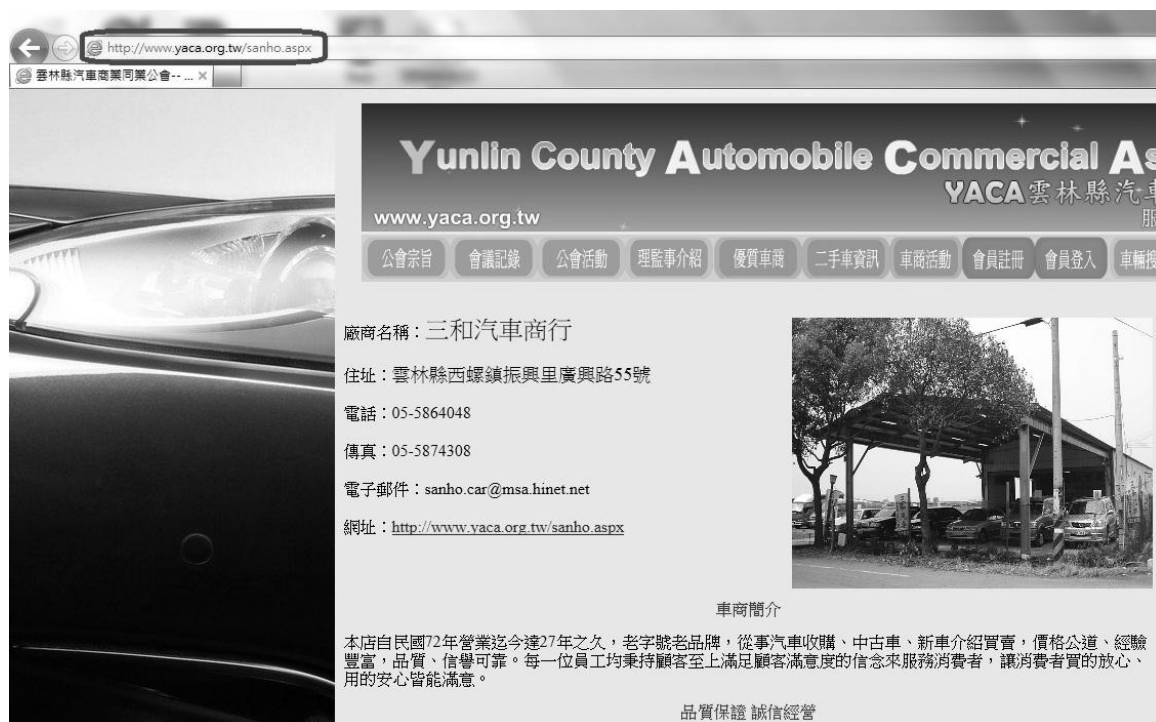 http://www.yaca.org.tw/sanho.aspx
雲林縣汽車商業同業公會-- ...
Yunlin County Automobile Commercial As
YACA雲林縣汽車
www.yaca.org.tw
服
公會宗旨 會議記錄 公會活動 理監事介紹 優質車商 二手車資訊 車商活動 會員註冊 會員登入 車輛搜
廠商名稱：三和汽車商行
住址：雲林縣西螺鎮振興里廣興路55號
電話：05-5864048
傳真：05-5874308
電子郵件：sanho.car@msa.hinet.net
網址：http://www.yaca.org.tw/sanho.aspx
車商簡介
本店自民國72年營業迄今達27年之久，老字號老品牌，從事汽車收購、中古車、新車介紹買賣，價格公道、經驗
豐富，品質、信譽可靠。每一位員工均秉持顧客至上滿足顧客滿意度的信念來服務消費者，讓消費者買的放心、
用的安心皆能滿意。
品質保證 誠信經營